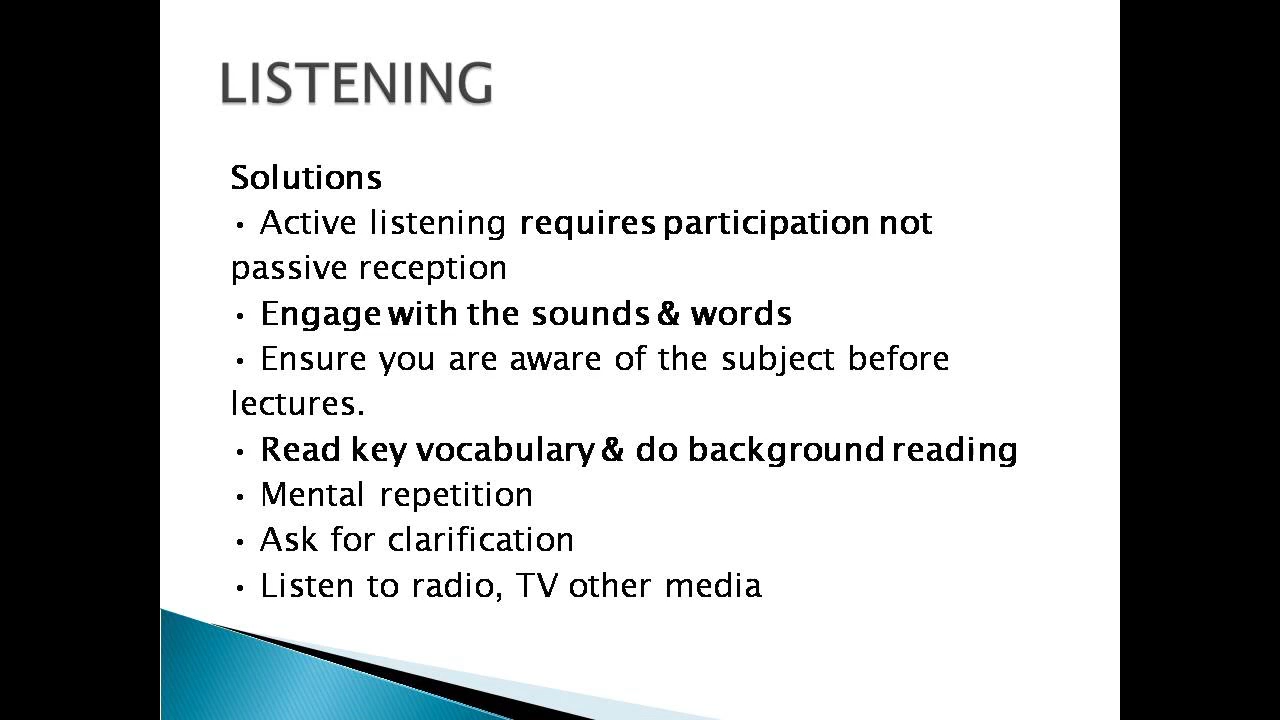 LISTENING
Solutions
• Active listening requires participation not
passive reception
• Engage with the sounds & words
• Ensure you are aware of the subject before
lectures.
• Read key vocabulary & do background reading
• Mental repetition
• Ask for clarification
• Listen to radio, TV other media